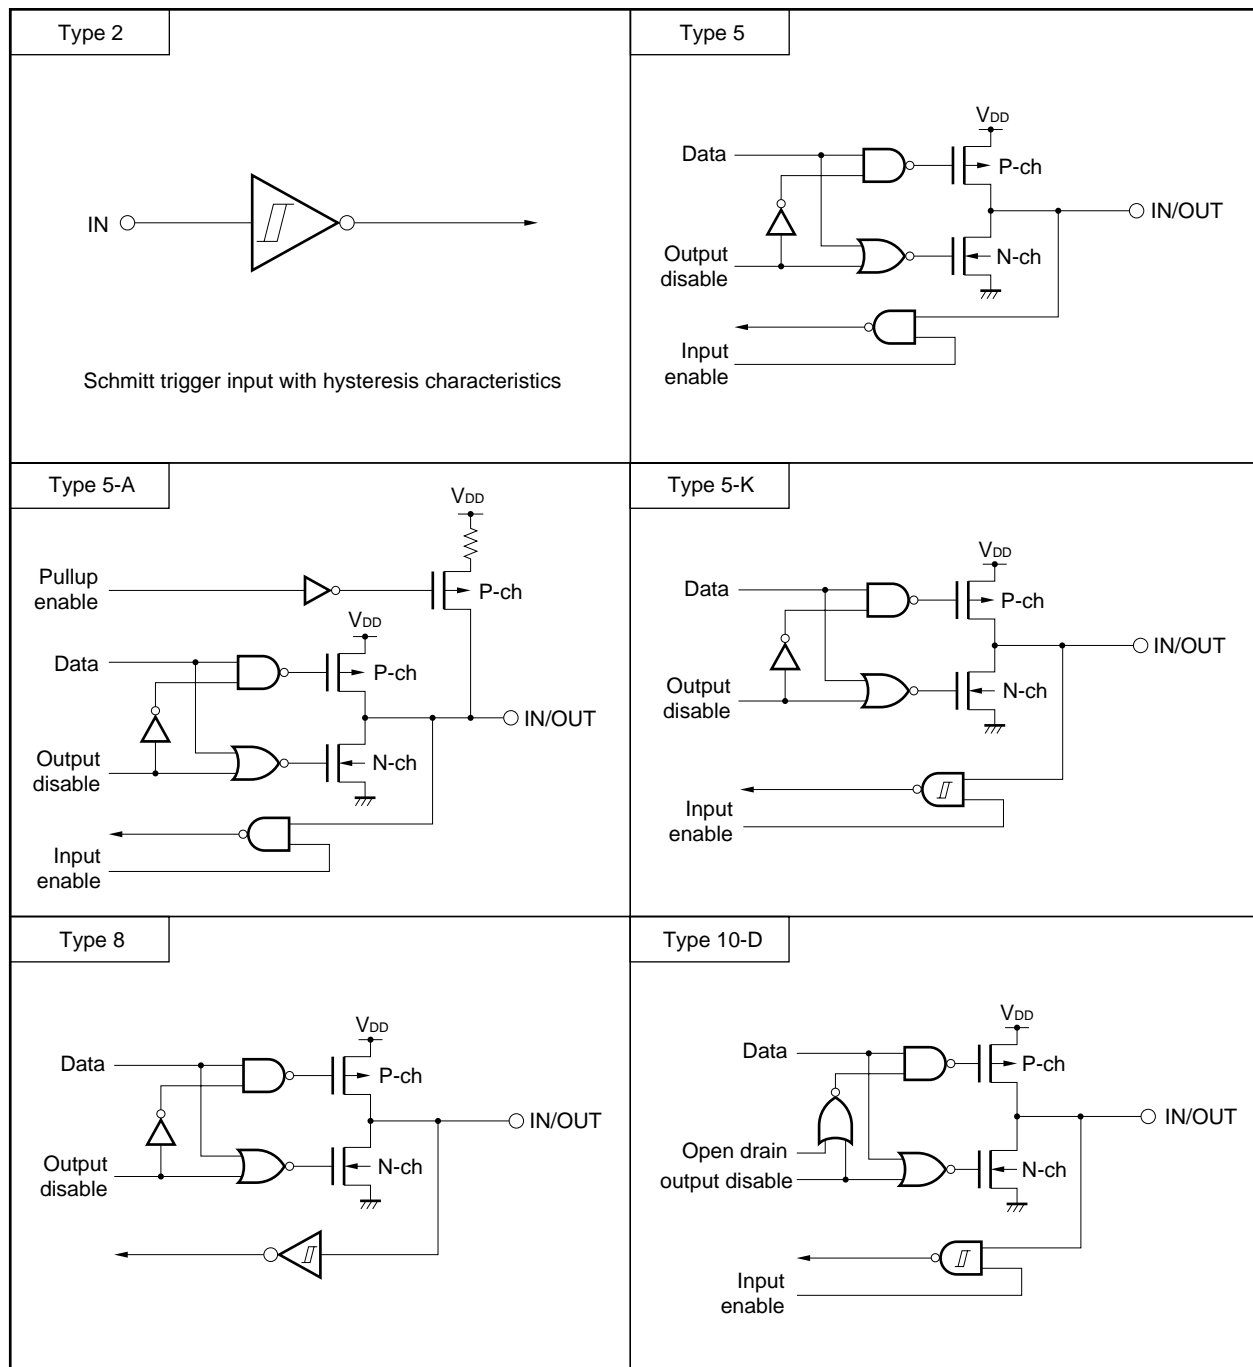 Type 2
IN
Schmitt trigger input with hysteresis characteristics
Type 5
VDD
Data
P-ch
IN/OUT
Output
disable
N-ch
Input
enable
Type 5-A
VDD
Pullup
enable
P-ch
VDD
Data
P-ch
IN/OUT
Output
disable
N-ch
Input
enable
Type 5-K
VDD
Data
P-ch
IN/OUT
Output
disable
N-ch
Input
enable
Type 8
VDD
Data
P-ch
IN/OUT
Output
disable
N-ch
Type 10-D
VDD
Data
P-ch
IN/OUT
Open drain
output disable
N-ch
Input
enable